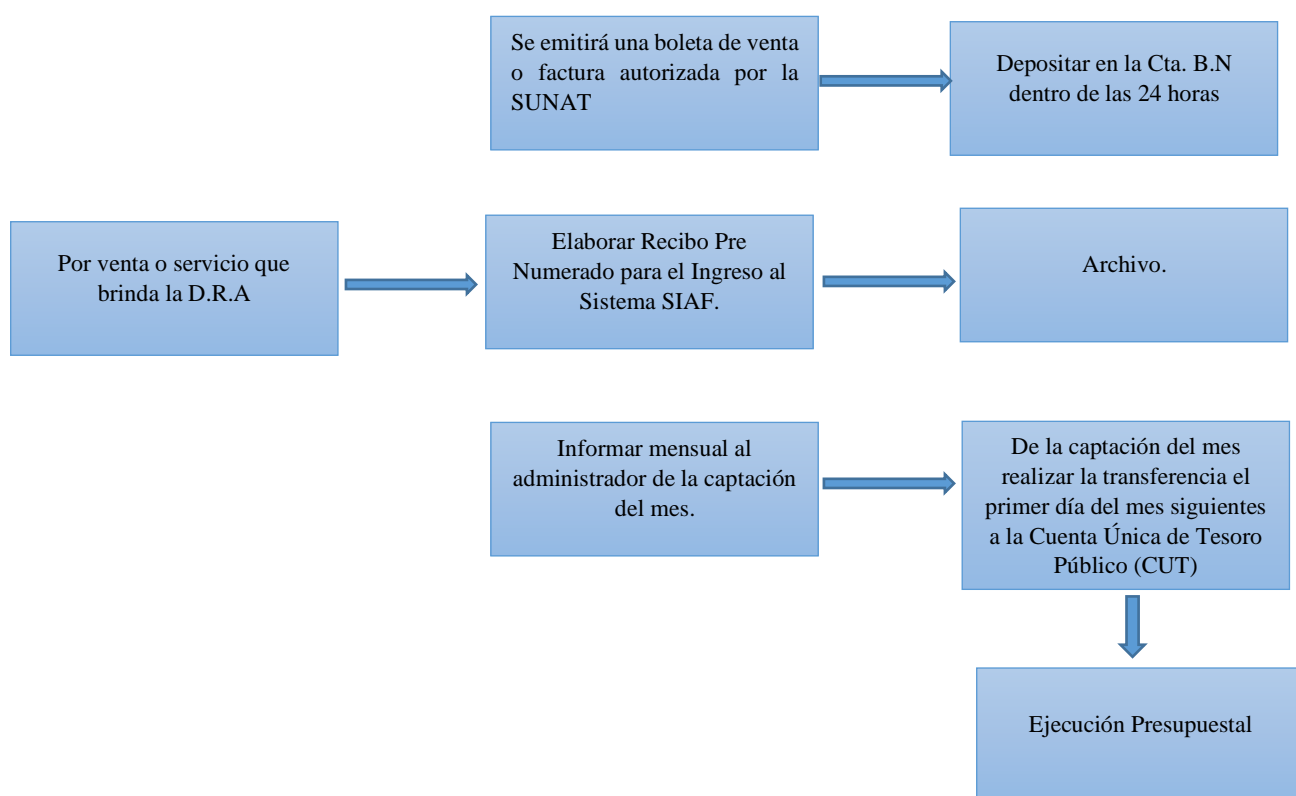 Se emitirá una boleta de venta
o factura autorizada por la
SUNAT
Depositar en la Cta. B.N
dentro de las 24 horas
Por venta o servicio que
brinda la D.R.A
Elaborar Recibo Pre
Numerado para el Ingreso al
Sistema SIAF.
Archivo.
Informar mensual al
administrador de la captación
del mes.
De la captación del mes
realizar la transferencia el
primer día del mes siguientes
a la Cuenta Única de Tesoro
Público (CUT)
Ejecución Presupuestal